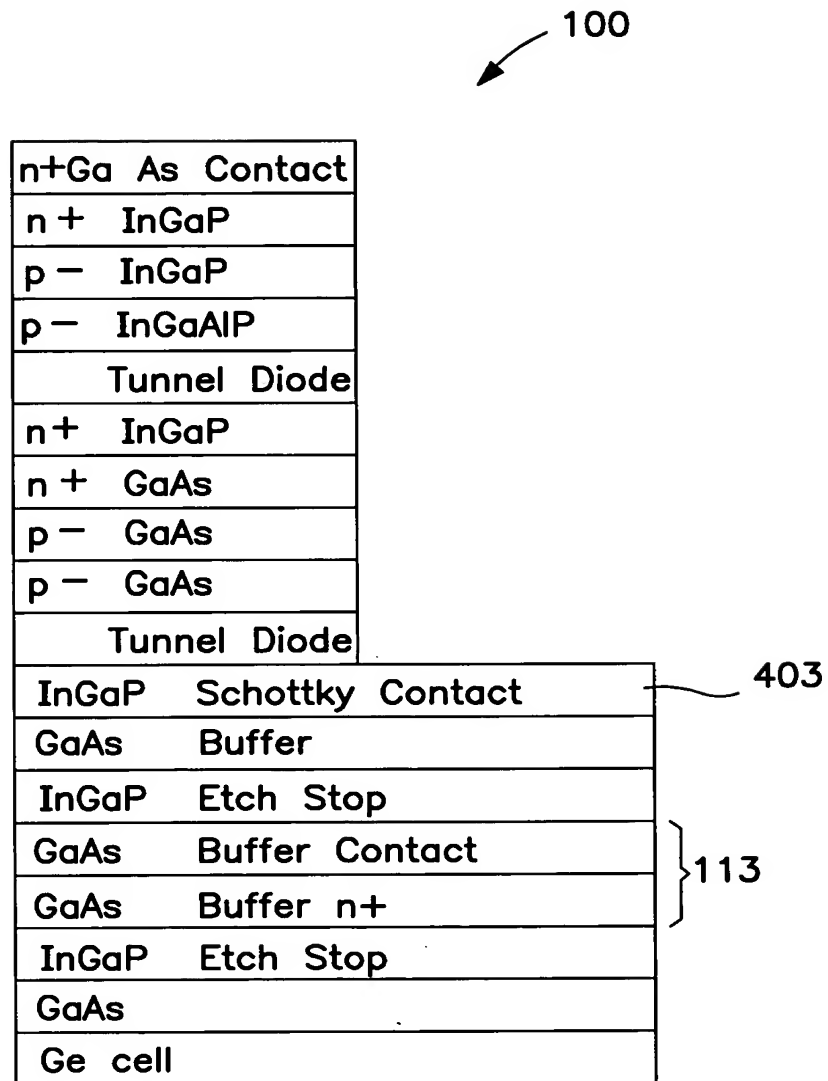 100
n+Ga As Contact
n+ InGaP
p- InGaP
p- InGaAlP
Tunnel Diode
n+ InGaP
n+ GaAs
p- GaAs
p- GaAs
Tunnel Diode
InGaP Schottky Contact
403
GaAs Buffer
InGaP Etch Stop
GaAs Buffer Contact
113
GaAs Buffer n+
InGaP Etch Stop
GaAs
Ge cell